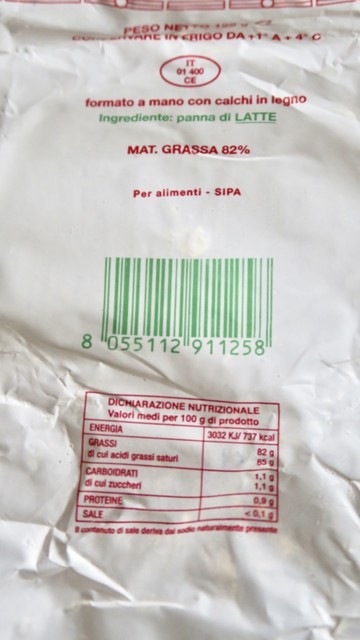 PESO NETTO
CONSERVARE IN FRIGO DA +1° A + 4° C
IT
01 400
CE
formato a mano con calchi in legno
Ingrediente: panna di LATTE
MAT. GRASSA 82%
Per alimenti - SIPA
8 055112 911258
DICHIARAZIONE NUTRIZIONALE
Valori medi per 100 g di prodotto
ENERGIA 3032 KJ/ 737 kcal
GRASSI 82 g
di cui acidi grassi saturi 65 g
CARBOIDRATI 1,1 g
di cui zuccheri 1,1 g
PROTEINE 0,9 g
SALE < 0,1 g
Il contenuto di sale deriva dal sodio naturalmente presente